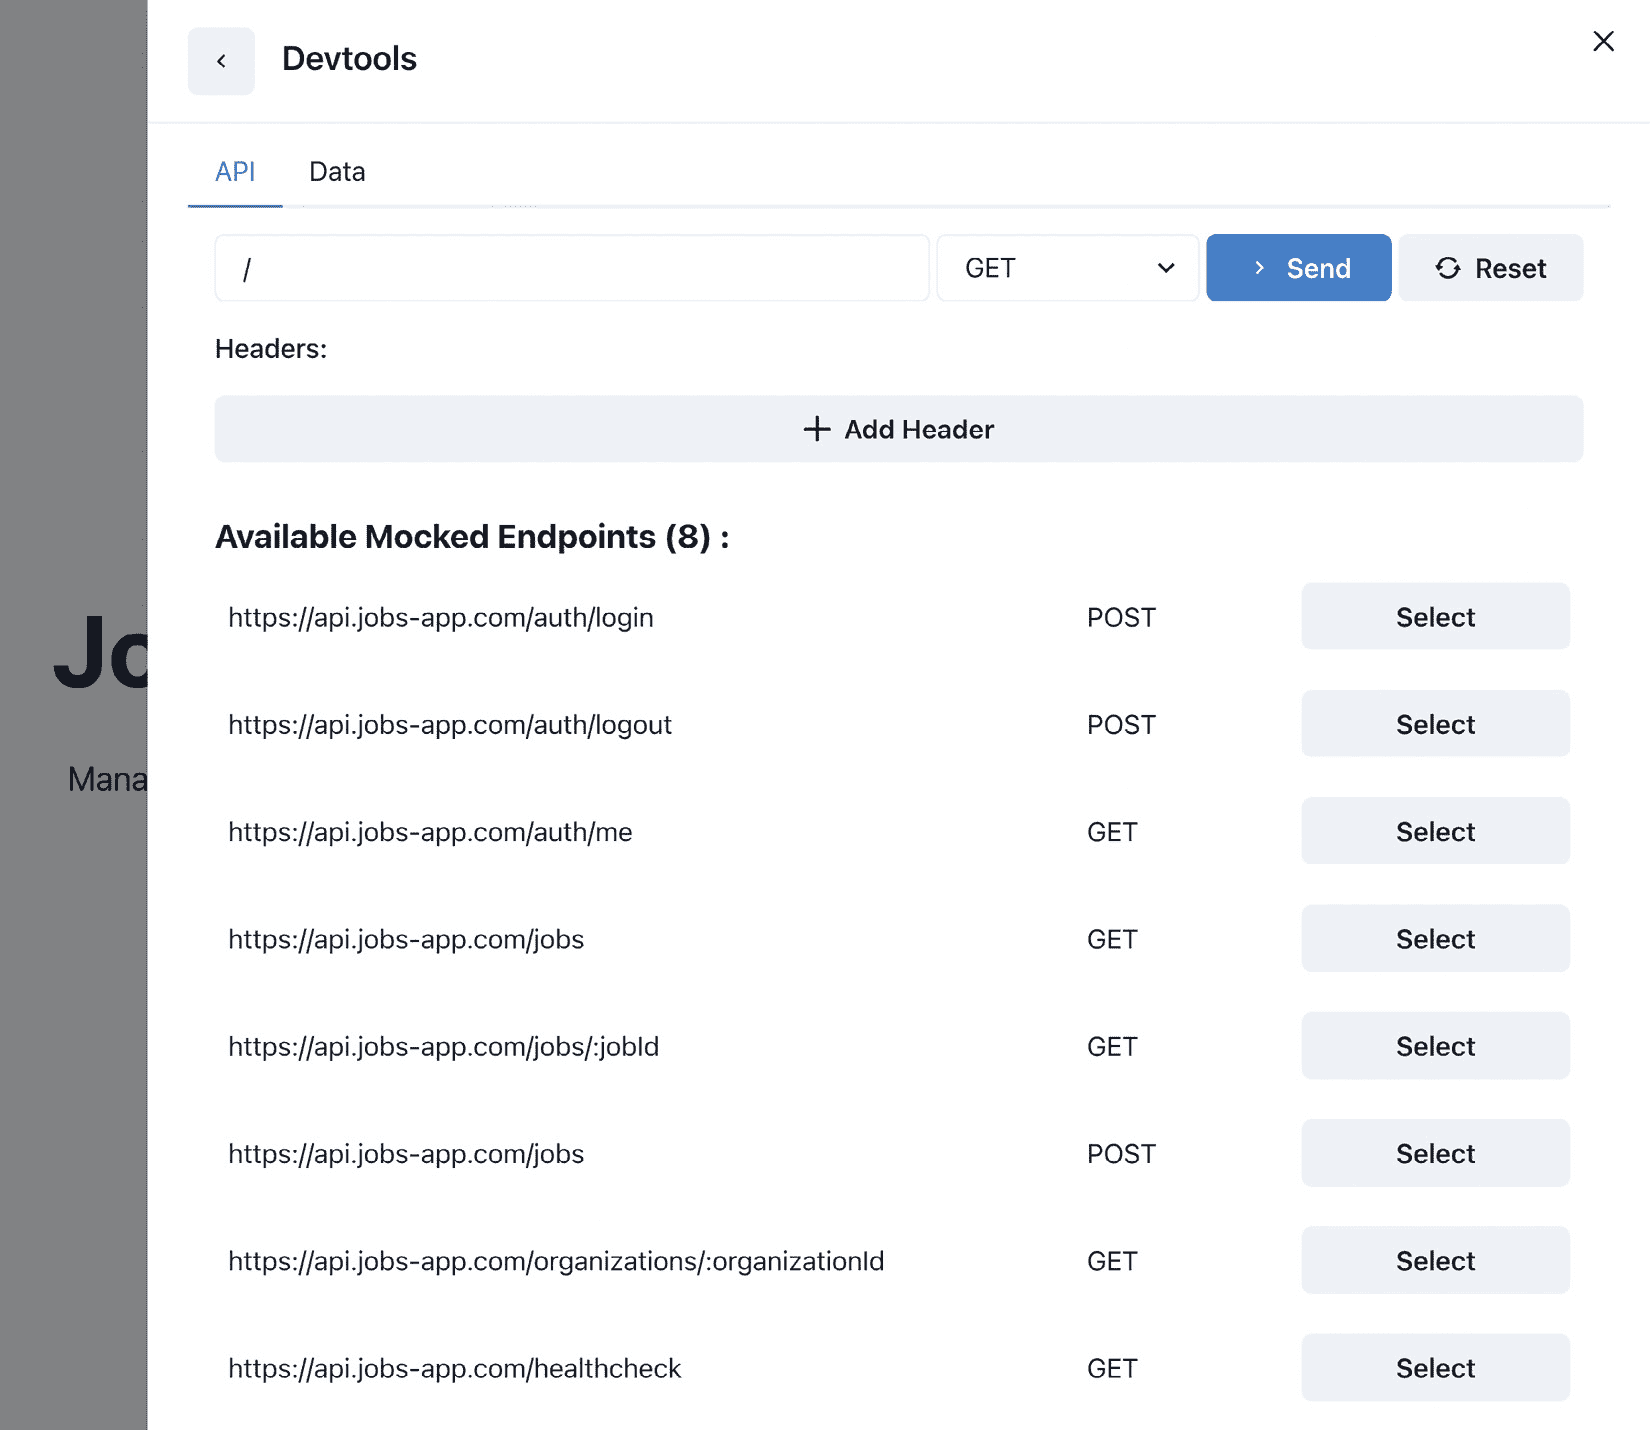 Devtools
API Data
/ GET Send Reset
Headers:
Add Header
Available Mocked Endpoints (8) :
https://api.jobs-app.com/auth/login POST Select
https://api.jobs-app.com/auth/logout POST Select
https://api.jobs-app.com/auth/me GET Select
https://api.jobs-app.com/jobs GET Select
https://api.jobs-app.com/jobs/:jobId GET Select
https://api.jobs-app.com/jobs POST Select
https://api.jobs-app.com/organizations/:organizationId GET Select
https://api.jobs-app.com/healthcheck GET Select